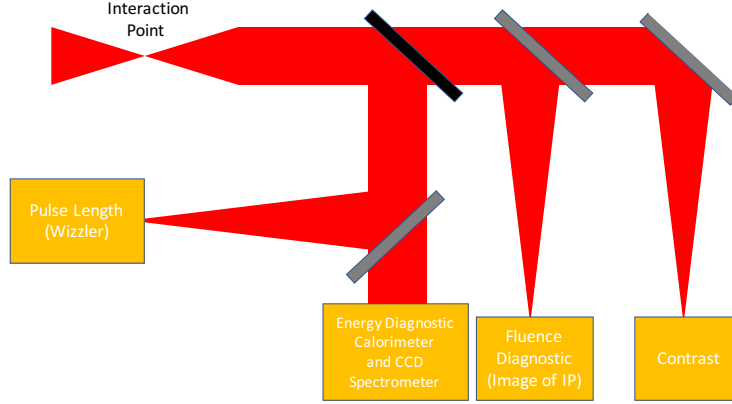 Interaction
Point
Pulse Length
(Wizzler)
Energy Diagnostic
Calorimeter
and CCD
Spectrometer
Fluence
Diagnostic
(Image of IP)
Contrast